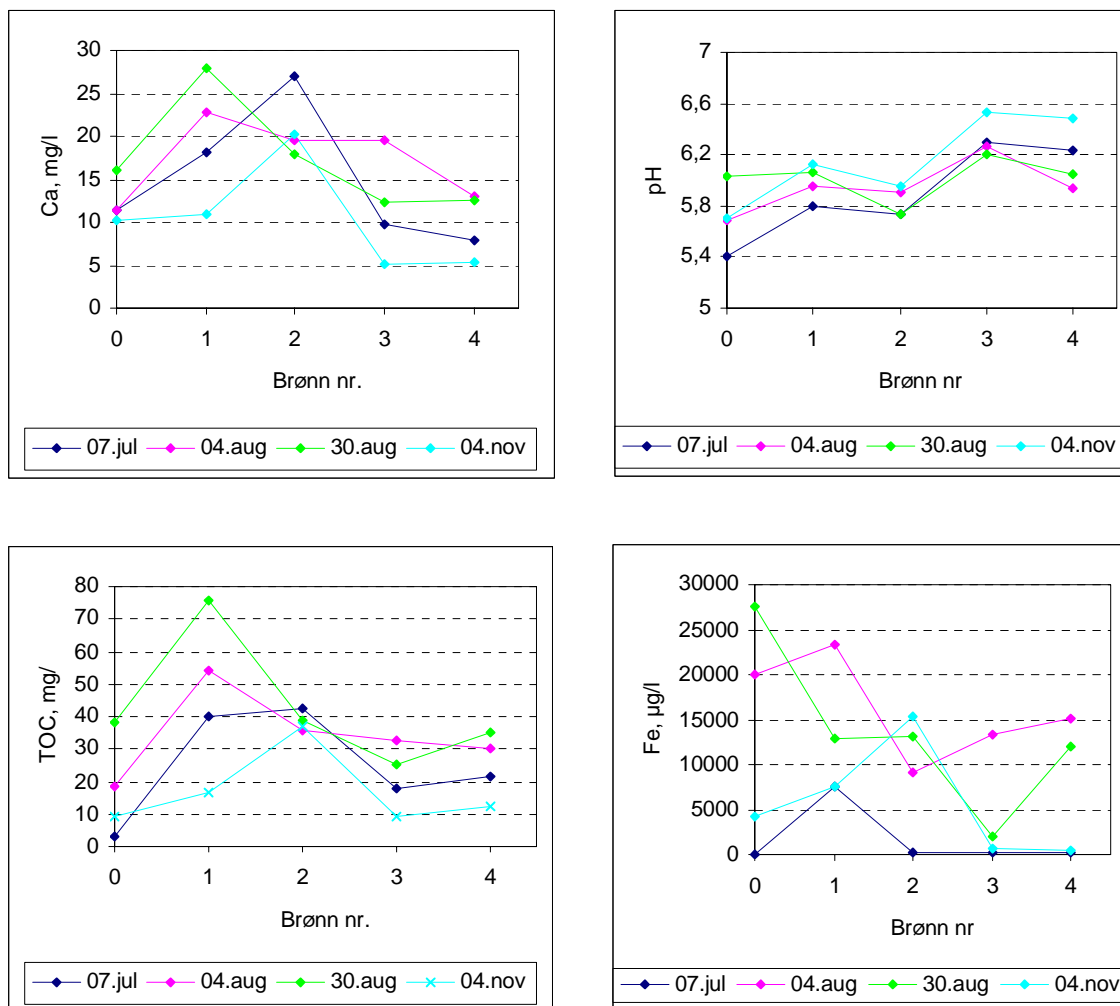 Ca, mg/l
30
25
20
15
10
5
0
0 1 2 3 4
Brønn nr.
07.jul 04.aug 30.aug 04.nov
pH
7
6,6
6,2
5,8
5,4
5
0 1 2 3 4
Brønn nr
07.jul 04.aug 30.aug 04.nov
TOC, mg/
80
70
60
50
40
30
20
10
0
0 1 2 3 4
Brønn nr.
07.jul 04.aug 30.aug 04.nov
Fe, µg/l
30000
25000
20000
15000
10000
5000
0
0 1 2 3 4
Brønn nr
07.jul 04.aug 30.aug 04.nov